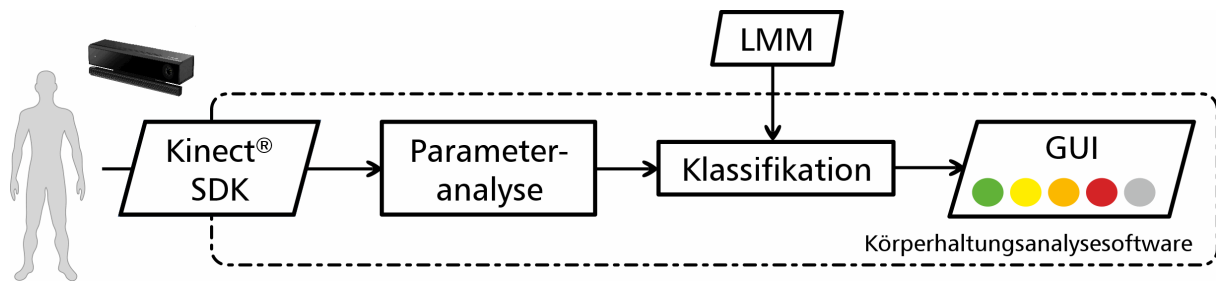 LMM
Kinect®
SDK
Parameter-
analyse
Klassifikation
GUI
Körperhaltungsanalysesoftware